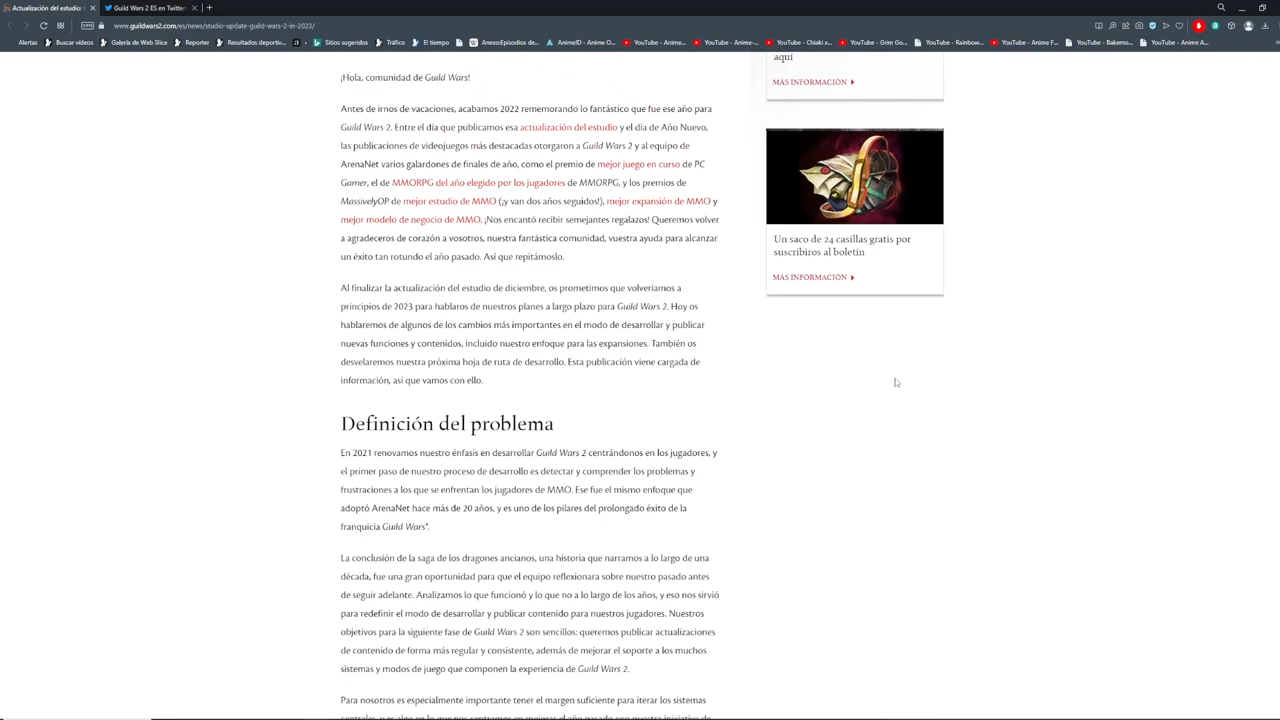 Actualización del estudio:
Guild Wars 2 ES en Twitter:
www.guildwars2.com/es/news/studio-update-guild-wars-2-in-2023/
VPN
Alertas
Buscar vídeos
Galería de Web Slice
Reporter
Resultados deportiv...
Sitios sugeridos
Tráfico
El tiempo
Anexo:Episodios de...
AnimeID - Anime O...
YouTube - Anime...
YouTube - Anime-...
YouTube - Chiaki x...
YouTube - Grim Go...
YouTube - Rainbow...
YouTube - Anime F...
YouTube - Bakemo...
YouTube - Anime A...
¡Hola, comunidad de Guild Wars!
Antes de irnos de vacaciones, acabamos 2022 rememorando lo fantástico que fue ese año para
Guild Wars 2. Entre el día que publicamos esa actualización del estudio y el día de Año Nuevo,
las publicaciones de videojuegos más destacadas otorgaron a Guild Wars 2 y al equipo de
ArenaNet varios galardones de finales de año, como el premio de mejor juego en curso de PC
Gamer, el de MMORPG del año elegido por los jugadores de MMORPG, y los premios de
MassivelyOP de mejor estudio de MMO (¡y van dos años seguidos!), mejor expansión de MMO y
mejor modelo de negocio de MMO. ¡Nos encantó recibir semejantes regalazos! Queremos volver
a agradeceros de corazón a vosotros, nuestra fantástica comunidad, vuestra ayuda para alcanzar
un éxito tan rotundo el año pasado. Así que repitámoslo.
Al finalizar la actualización del estudio de diciembre, os prometimos que volveríamos a
principios de 2023 para hablaros de nuestros planes a largo plazo para Guild Wars 2. Hoy os
hablaremos de algunos de los cambios más importantes en el modo de desarrollar y publicar
nuevas funciones y contenidos, incluido nuestro enfoque para las expansiones. También os
desvelaremos nuestra próxima hoja de ruta de desarrollo. Esta publicación viene cargada de
información, así que vamos con ello.
Definición del problema
En 2021 renovamos nuestro énfasis en desarrollar Guild Wars 2 centrándonos en los jugadores, y
el primer paso de nuestro proceso de desarrollo es detectar y comprender los problemas y
frustraciones a los que se enfrentan los jugadores de MMO. Ese fue el mismo enfoque que
adoptó ArenaNet hace más de 20 años, y es uno de los pilares del prolongado éxito de la
franquicia Guild Wars®.
La conclusión de la saga de los dragones ancianos, una historia que narramos a lo largo de una
década, fue una gran oportunidad para que el equipo reflexionara sobre nuestro pasado antes
de seguir adelante. Analizamos lo que funcionó y lo que no a lo largo de los años, y eso nos sirvió
para redefinir el modo de desarrollar y publicar contenido para nuestros jugadores. Nuestros
objetivos para la siguiente fase de Guild Wars 2 son sencillos: queremos publicar actualizaciones
de contenido de forma más regular y consistente, además de mejorar el soporte a los muchos
sistemas y modos de juego que componen la experiencia de Guild Wars 2.
Para nosotros es especialmente importante tener el margen suficiente para iterar los sistemas
centrales, y es algo en lo que nos centramos en mejorar el año pasado con nuestra iniciativa de
aquí
MÁS INFORMACIÓN
Un saco de 24 casillas gratis por
suscribiros al boletín
MÁS INFORMACIÓN